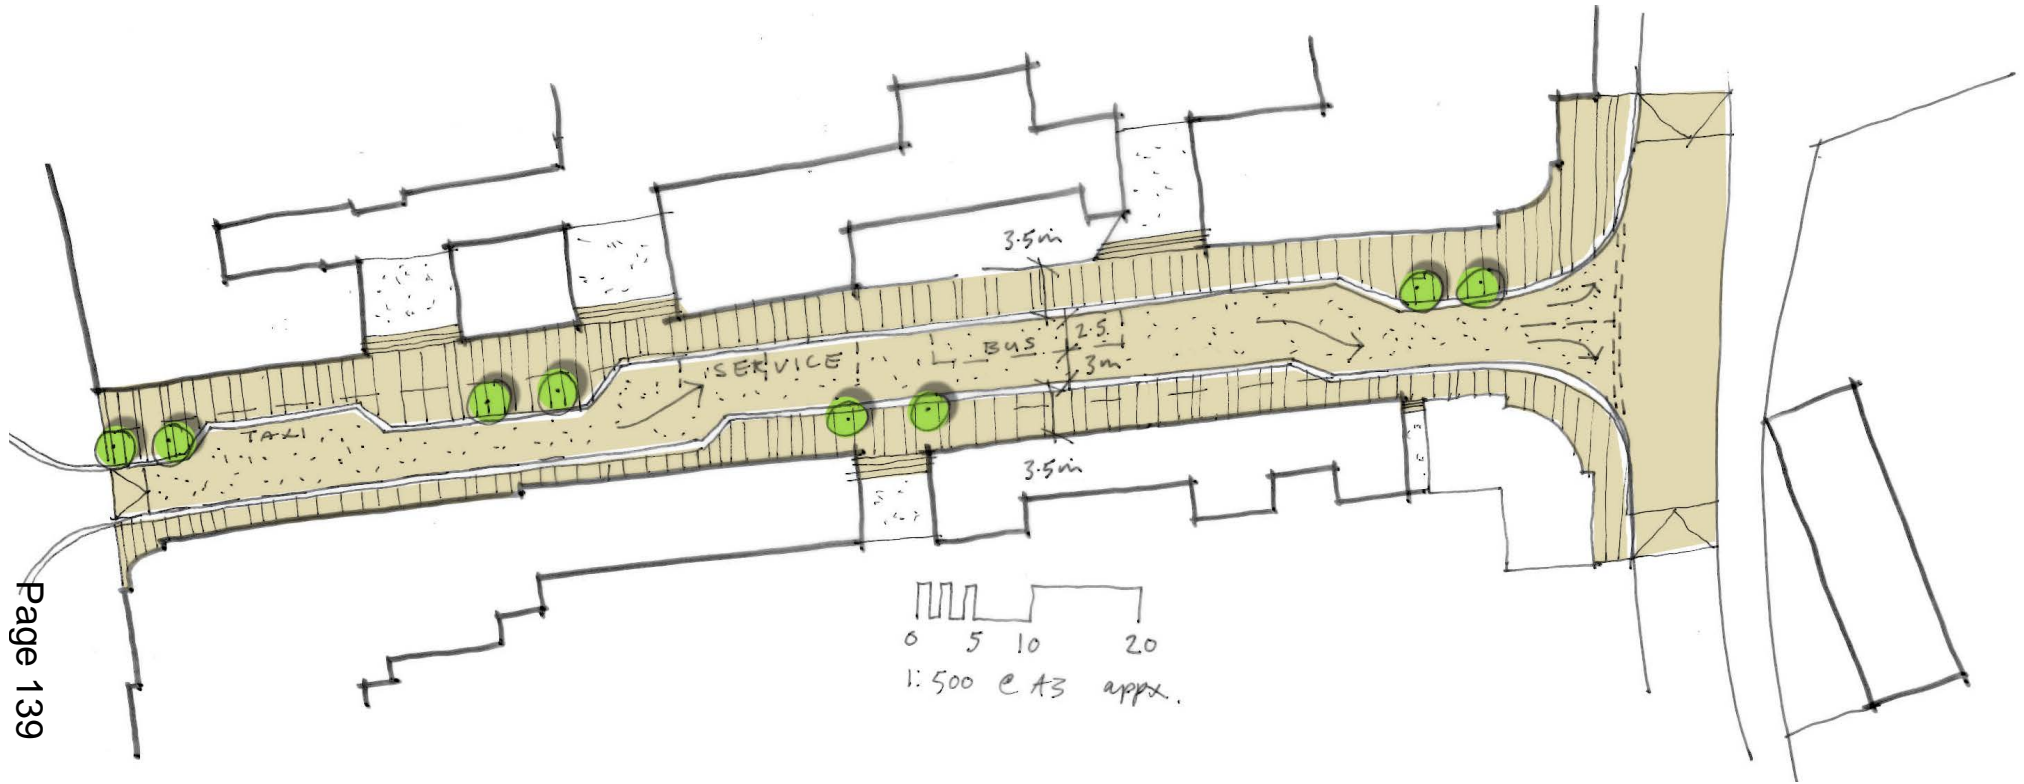 3.5m
2.5
BUS
3m
SERVICE
TAXI
3.5m
0 5 10 20
1:500 @ A3 appx.
Page 139